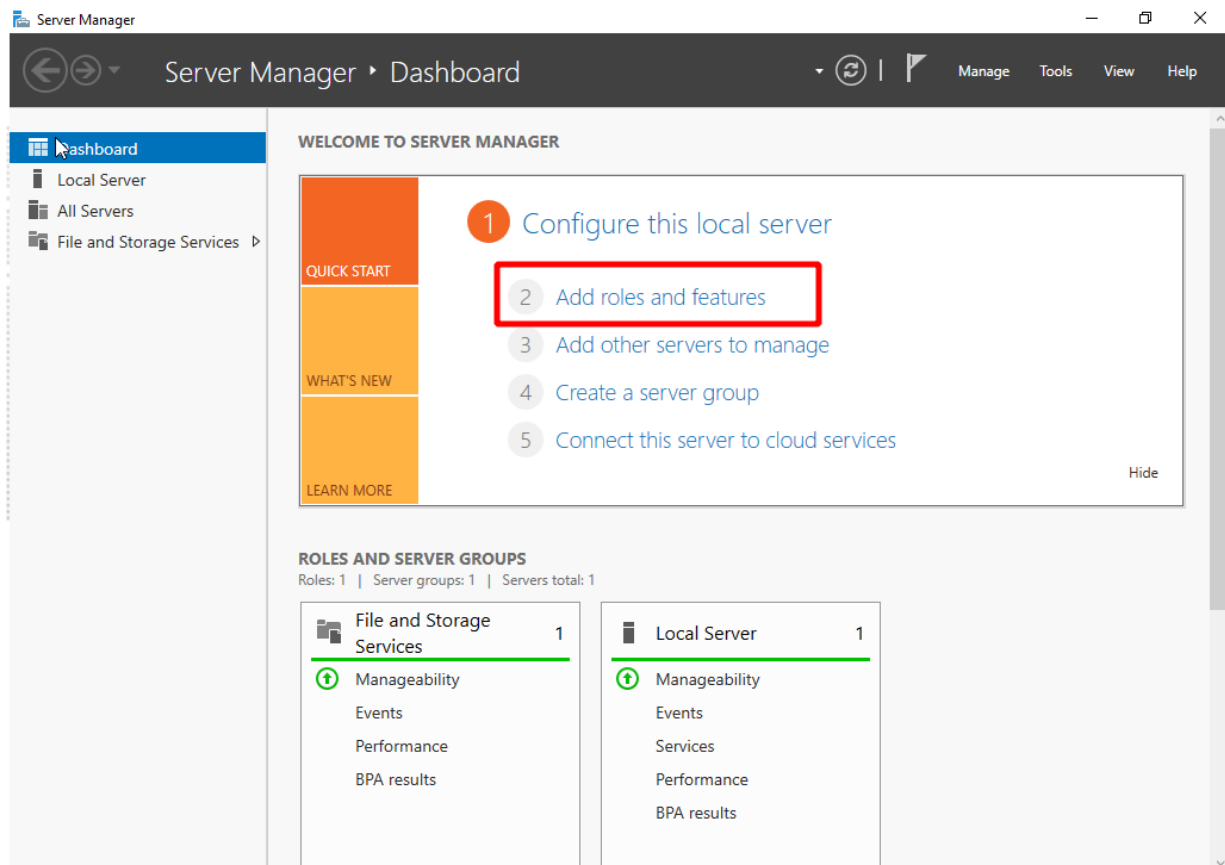 Server Manager
Server Manager ‣ Dashboard
Manage Tools View Help
Dashboard
Local Server
All Servers
File and Storage Services
WELCOME TO SERVER MANAGER
QUICK START
WHAT'S NEW
LEARN MORE
1 Configure this local server
2 Add roles and features
3 Add other servers to manage
4 Create a server group
5 Connect this server to cloud services
Hide
ROLES AND SERVER GROUPS
Roles: 1 | Server groups: 1 | Servers total: 1
File and Storage
Services 1
Manageability
Events
Performance
BPA results
Local Server 1
Manageability
Events
Services
Performance
BPA results